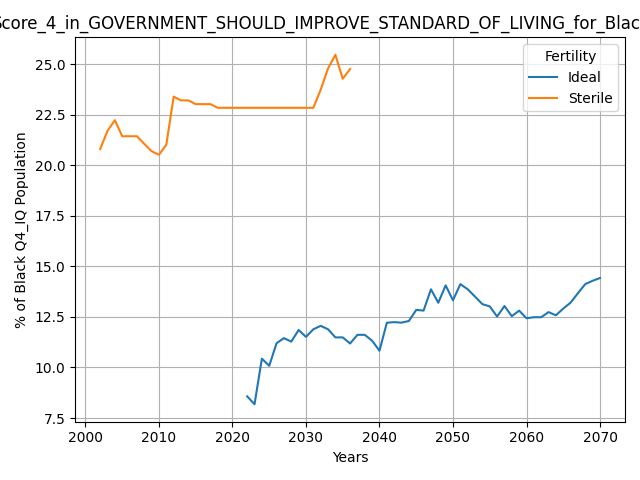 core_4_in_GOVERNMENT_SHOULD_IMPROVE_STANDARD_OF_LIVING_for_Blac
Fertility
Ideal
Sterile
% of Black Q4_IQ Population
25.0
22.5
20.0
17.5
15.0
12.5
10.0
7.5
2000 2010 2020 2030 2040 2050 2060 2070
Years